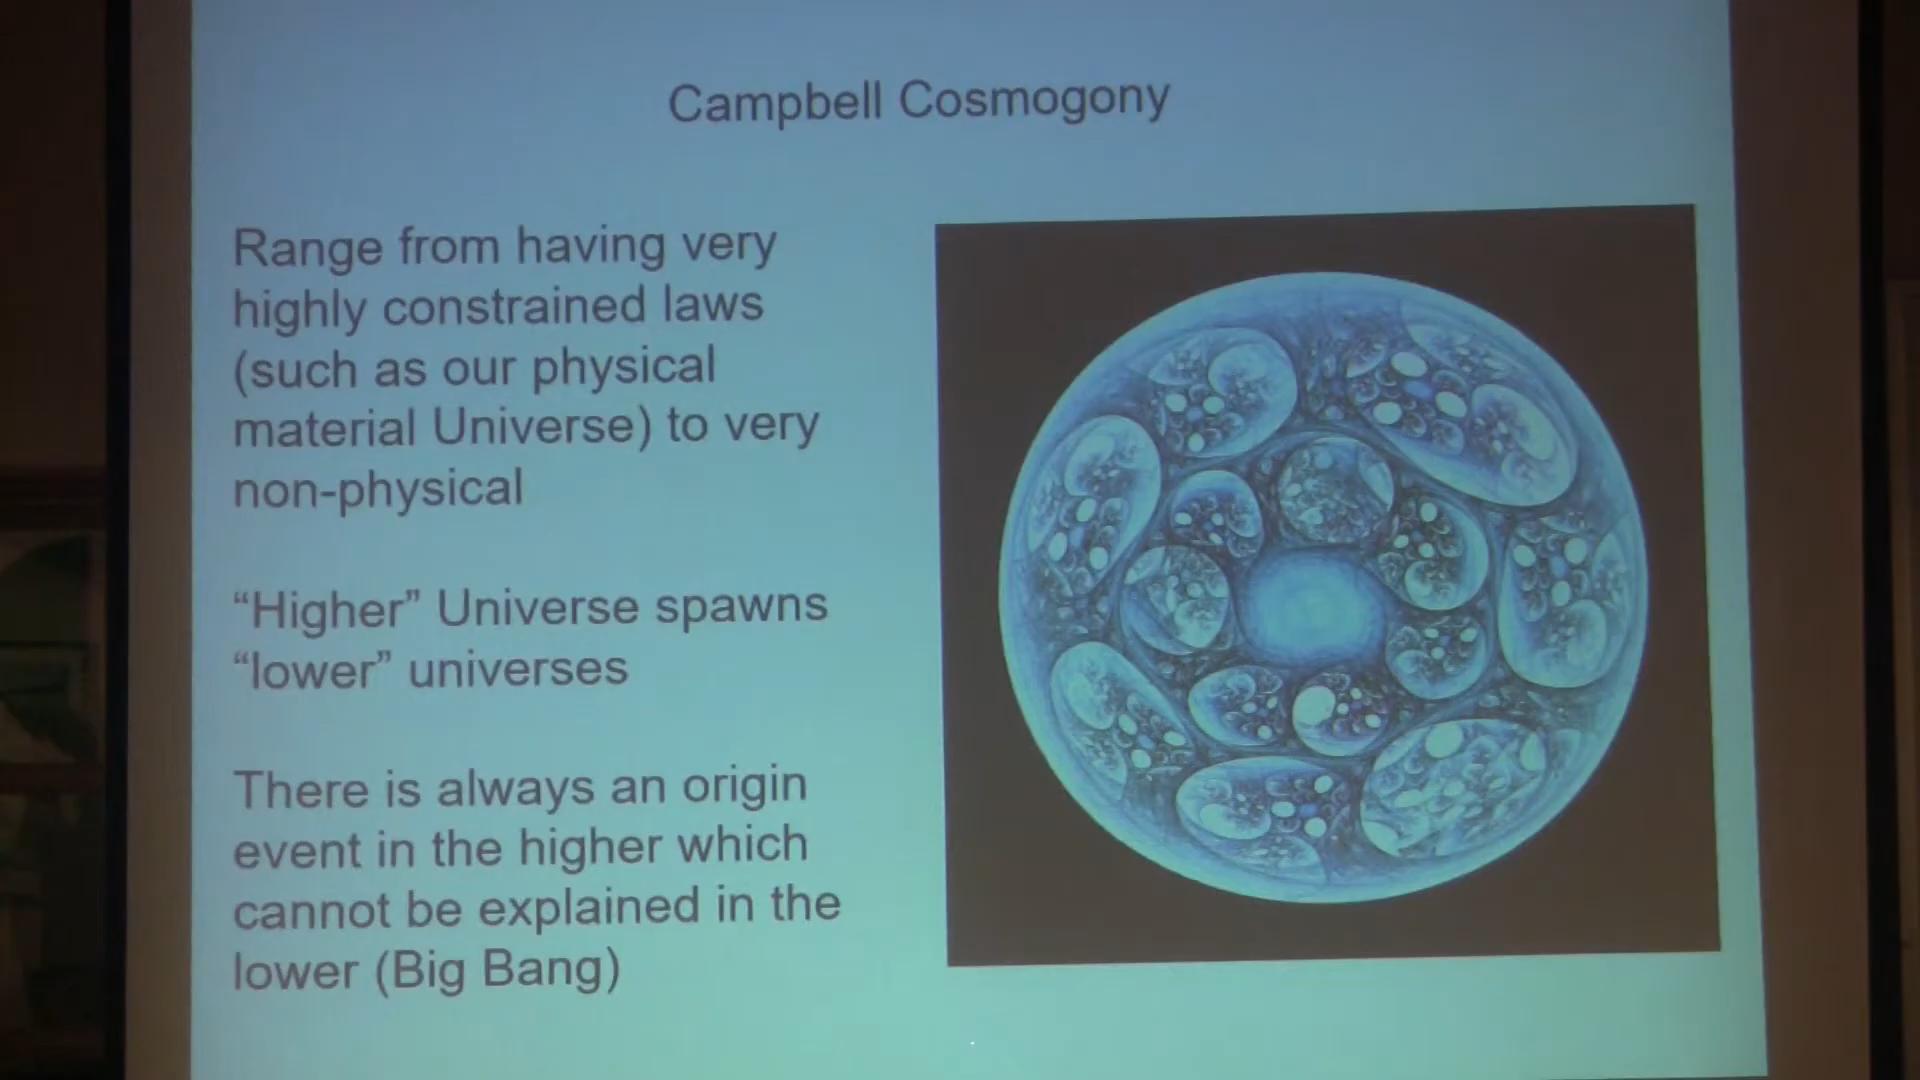 Campbell Cosmogony
Range from having very
highly constrained laws
(such as our physical
material Universe) to very
non-physical
“Higher” Universe spawns
“lower” universes
There is always an origin
event in the higher which
cannot be explained in the
lower (Big Bang)